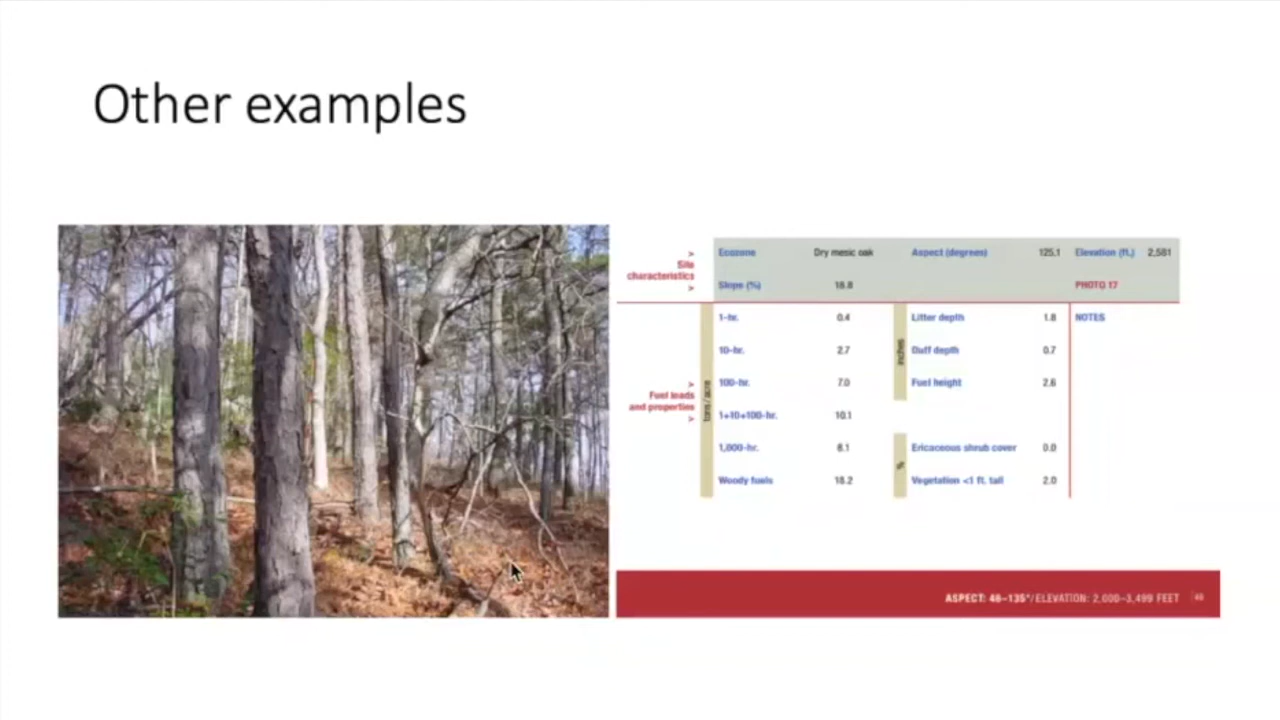 Other examples
> Site characteristics >
Ecozone Dry mesic oak Aspect (degrees) 125.1 Elevation (ft.) 2,581
Slope (%) 18.8 PHOTO 17
> Fuel loads and properties >
tons / acre
1-hr. 0.4
10-hr. 2.7
100-hr. 7.0
1+10+100-hr. 10.1
1,000-hr. 8.1
Woody fuels 18.2
inches
Litter depth 1.8
Duff depth 0.7
Fuel height 2.6
%
Ericaceous shrub cover 0.0
Vegetation <1 ft. tall 2.0
NOTES
ASPECT: 46–135°/ELEVATION: 2,000–3,499 FEET